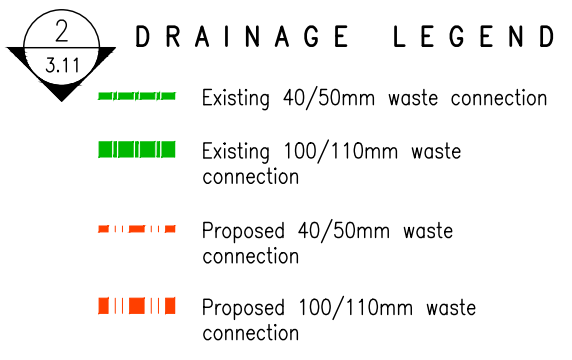 2
3.11
DRAINAGE LEGEND
Existing 40/50mm waste connection
Existing 100/110mm waste
connection
Proposed 40/50mm waste
connection
Proposed 100/110mm waste
connection